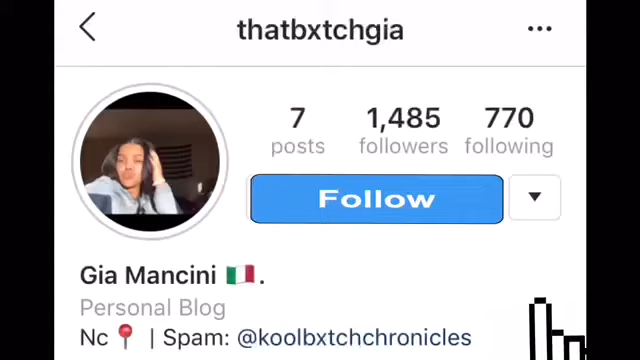 thatbxtchgia
7 1,485 770
posts followers following
Follow
Gia Mancini 🇮🇹.
Personal Blog
Nc📍 | Spam: @koolbxtchchronicles